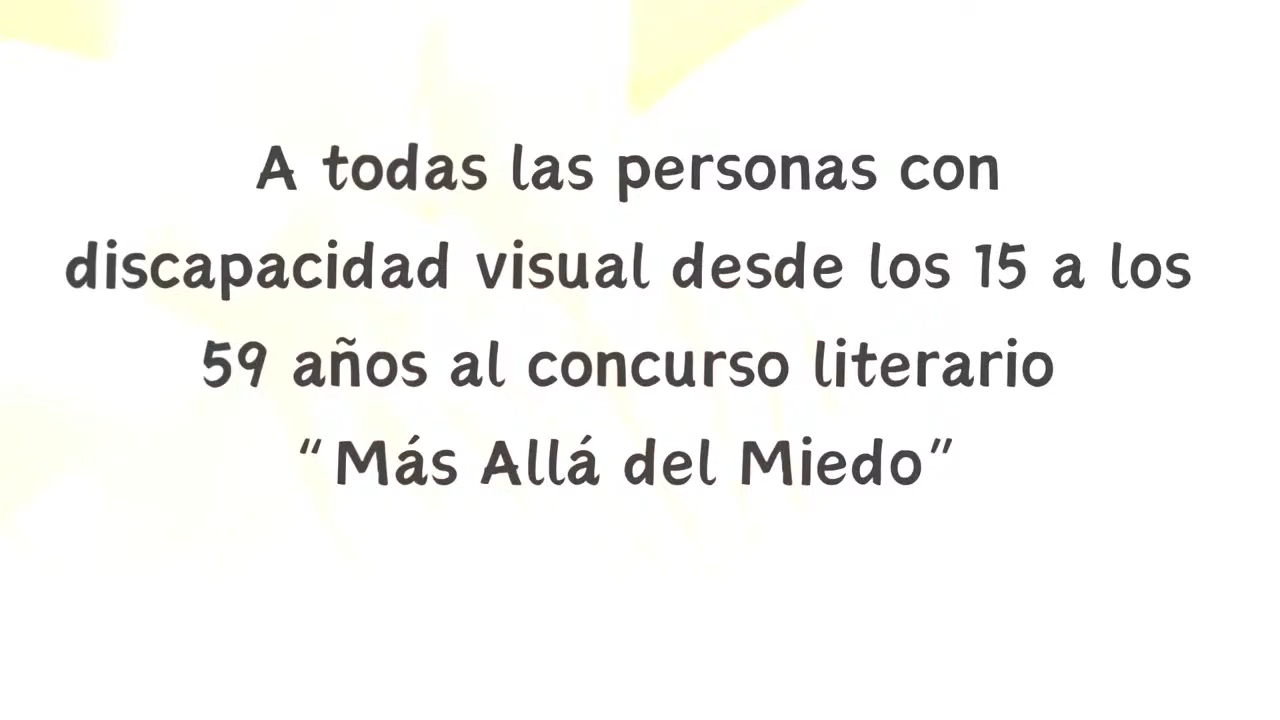 A todas las personas con
discapacidad visual desde los 15 a los
59 años al concurso literario
“Más Allá del Miedo”